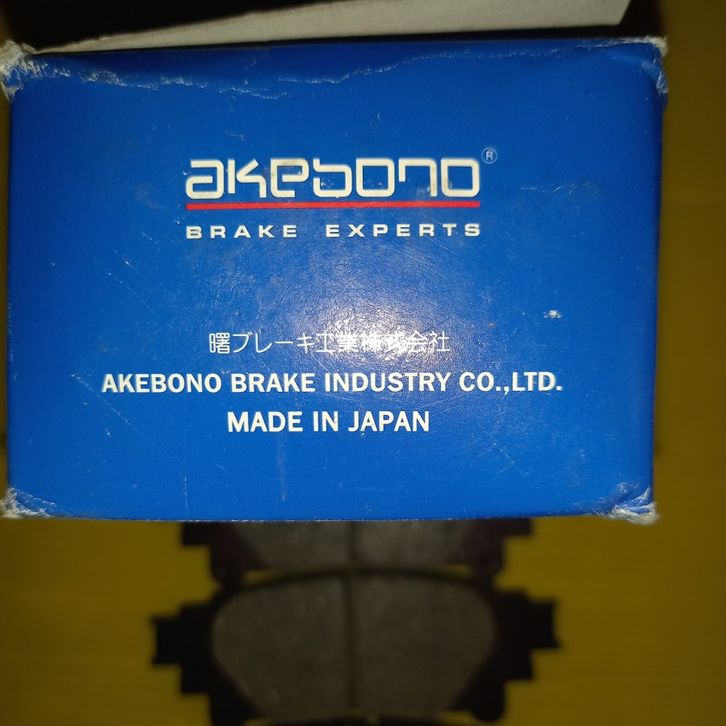 akebono®
BRAKE EXPERTS
曙ブレーキ工業株式会社
AKEBONO BRAKE INDUSTRY CO.,LTD.
MADE IN JAPAN